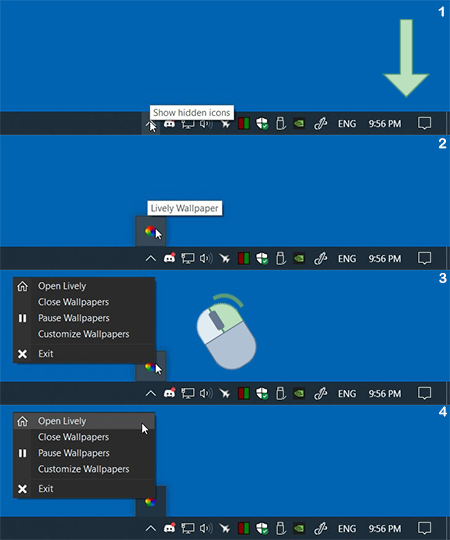 1
Show hidden icons
ENG 9:56 PM
2
Lively Wallpaper
ENG 9:56 PM
3
Open Lively
Close Wallpapers
Pause Wallpapers
Customize Wallpapers
Exit
ENG 9:56 PM
4
Open Lively
Close Wallpapers
Pause Wallpapers
Customize Wallpapers
Exit
ENG 9:56 PM